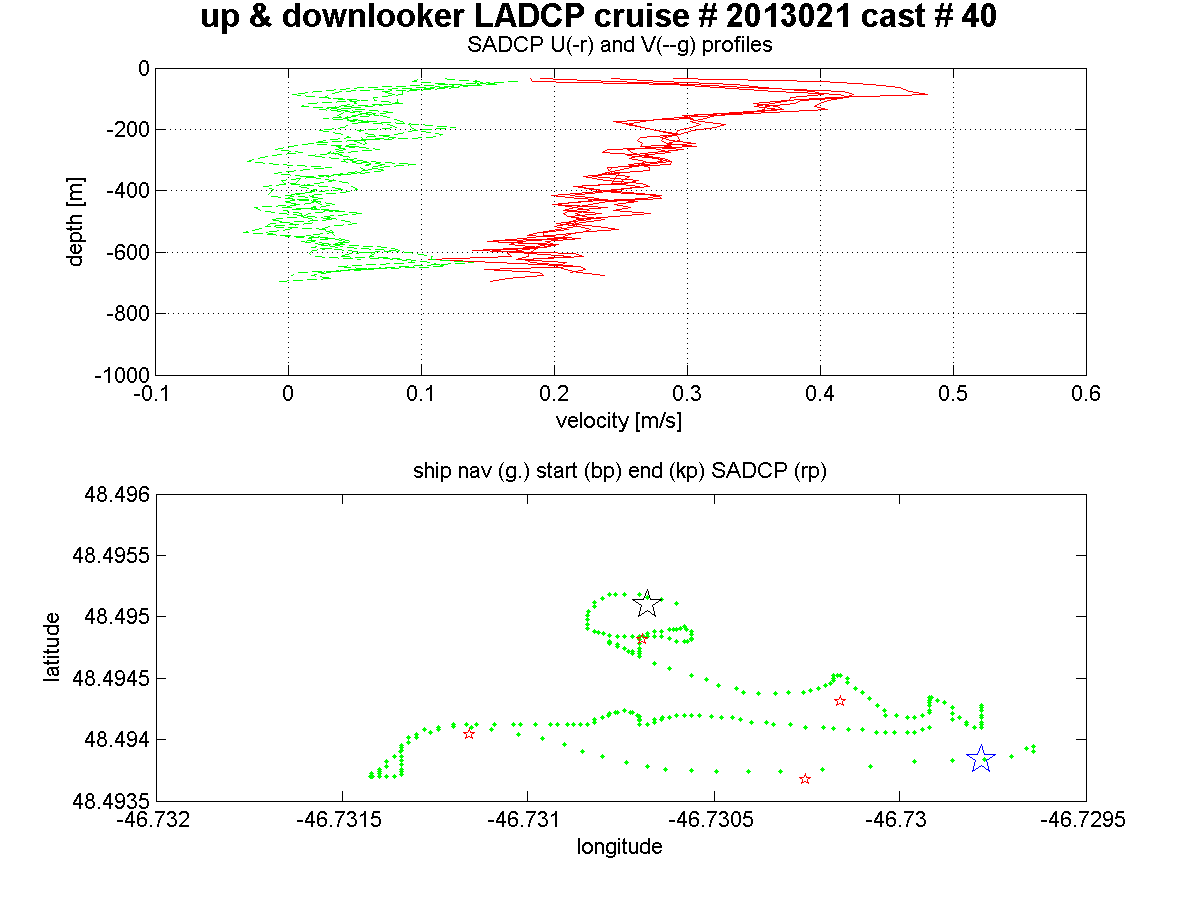 up & downlooker LADCP cruise # 2013021 cast # 40
SADCP U(-r) and V(--g) profiles
0
-200
-400
-600
-800
-1000
depth [m]
-0.1 0 0.1 0.2 0.3 0.4 0.5 0.6
velocity [m/s]
ship nav (g.) start (bp) end (kp) SADCP (rp)
48.496
48.4955
48.495
48.4945
48.494
48.4935
latitude
-46.732 -46.7315 -46.731 -46.7305 -46.73 -46.7295
longitude